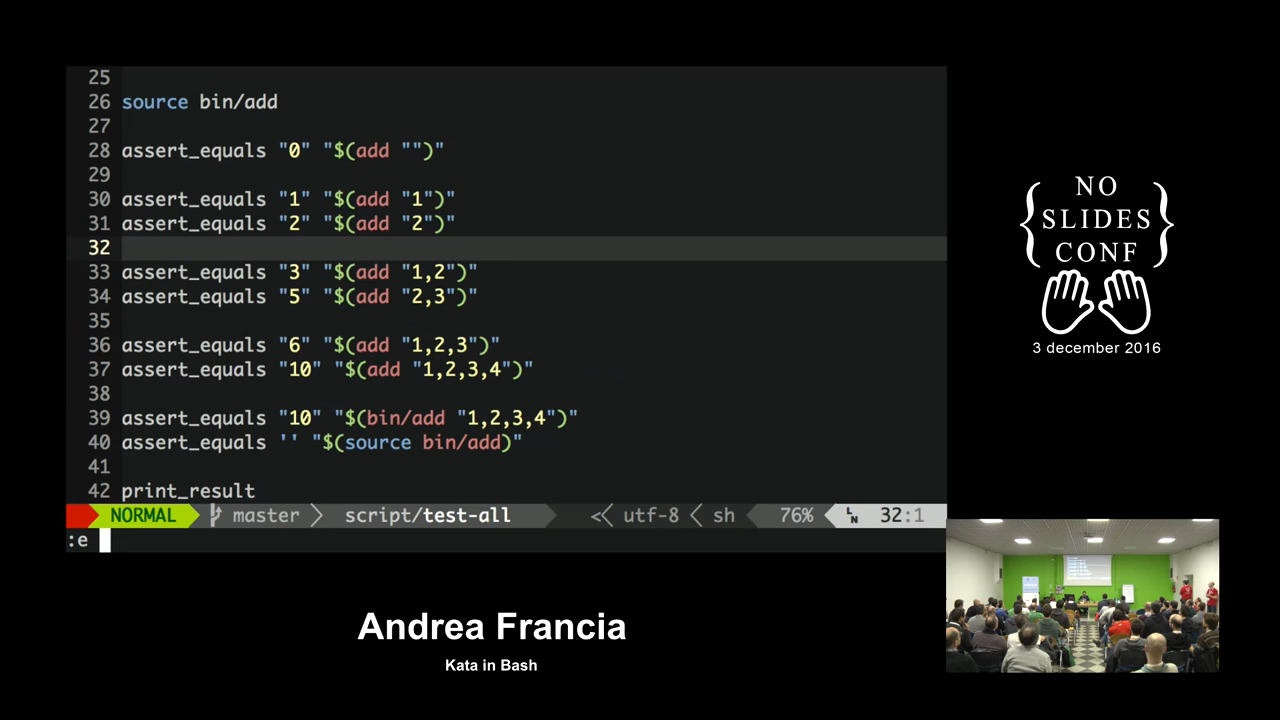 25
26 source bin/add
27
28 assert_equals "0" "$(add "")"
29
30 assert_equals "1" "$(add "1")"
31 assert_equals "2" "$(add "2")"
32
33 assert_equals "3" "$(add "1,2")"
34 assert_equals "5" "$(add "2,3")"
35
36 assert_equals "6" "$(add "1,2,3")"
37 assert_equals "10" "$(add "1,2,3,4")"
38
39 assert_equals "10" "$(bin/add "1,2,3,4")"
40 assert_equals '' "$(source bin/add)"
41
42 print_result
NORMAL master script/test-all utf-8 sh 76% LN 32:1
:e
{ NO
SLIDES
CONF }
3 december 2016
Andrea Francia
Kata in Bash